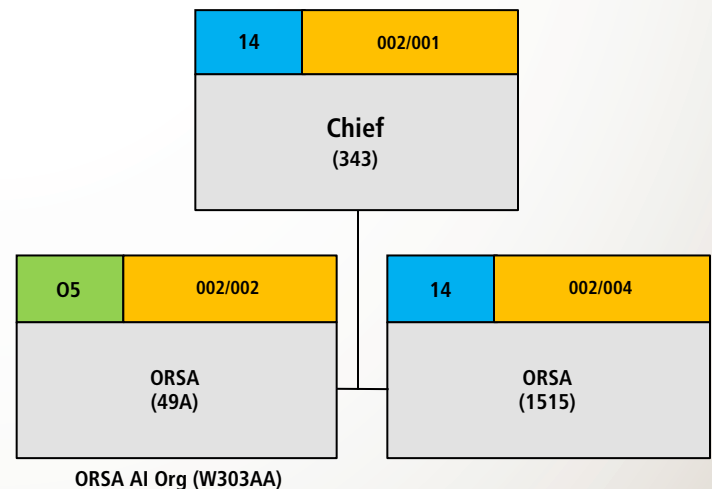 14
002/001
Chief
(343)
O5
002/002
ORSA
(49A)
14
002/004
ORSA
(1515)
ORSA AI Org (W303AA)